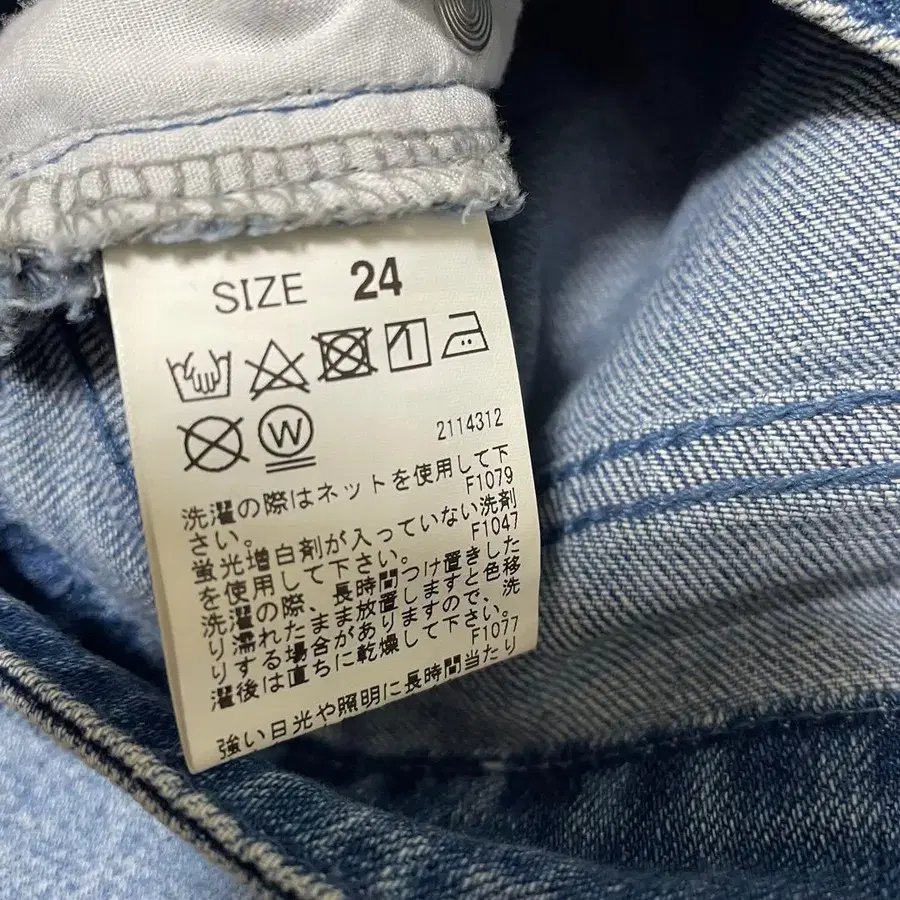 SIZE 24
W
2114312
洗濯の際はネットを使用して下
さい。 F1079
蛍光増白剤が入っていない洗剤
を使用して下さい。 F1047
洗濯の際、長時間つけ置きした
り濡れたまま放置しますと色移
りする場合がありますので、洗
濯後は直ちに乾燥して下さい。
F1077
強い日光や照明に長時間当たり